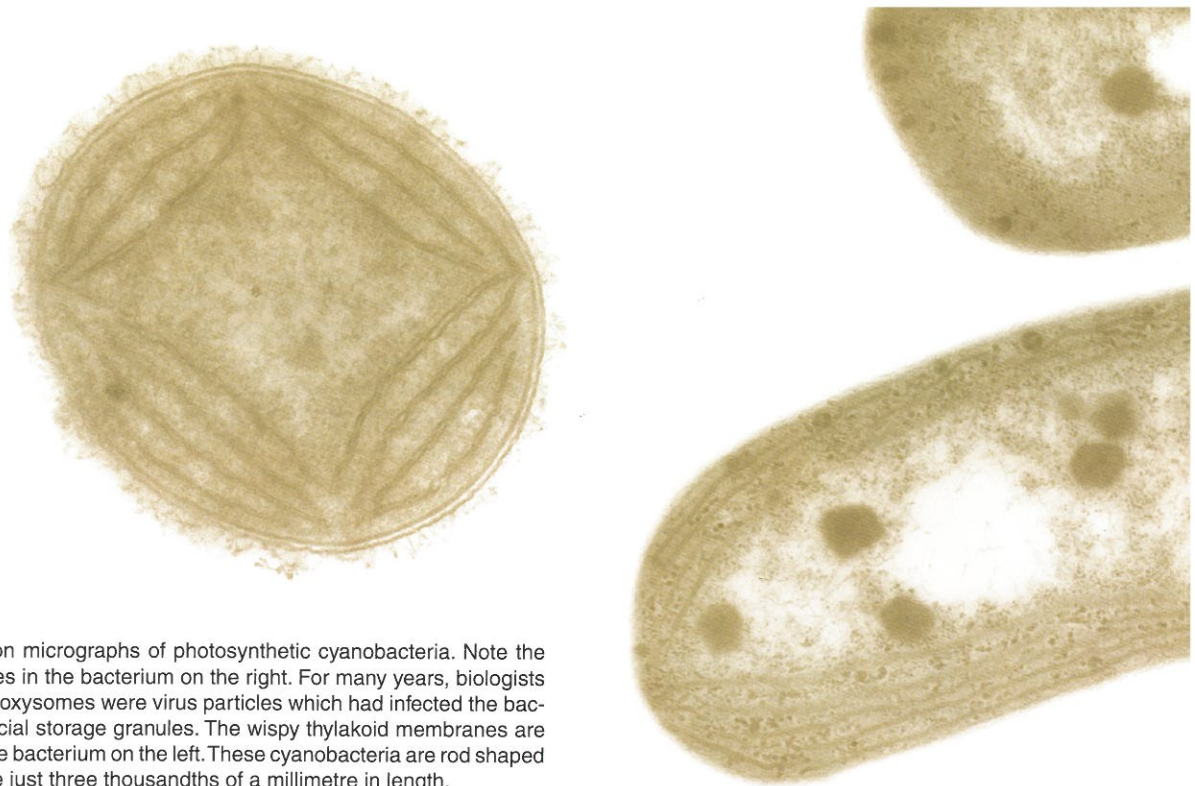 on micrographs of photosynthetic cyanobacteria. Note the
es in the bacterium on the right. For many years, biologists
oxysomes were virus particles which had infected the bac-
cial storage granules. The wispy thylakoid membranes are
e bacterium on the left. These cyanobacteria are rod shaped
e just three thousandths of a millimetre in length.